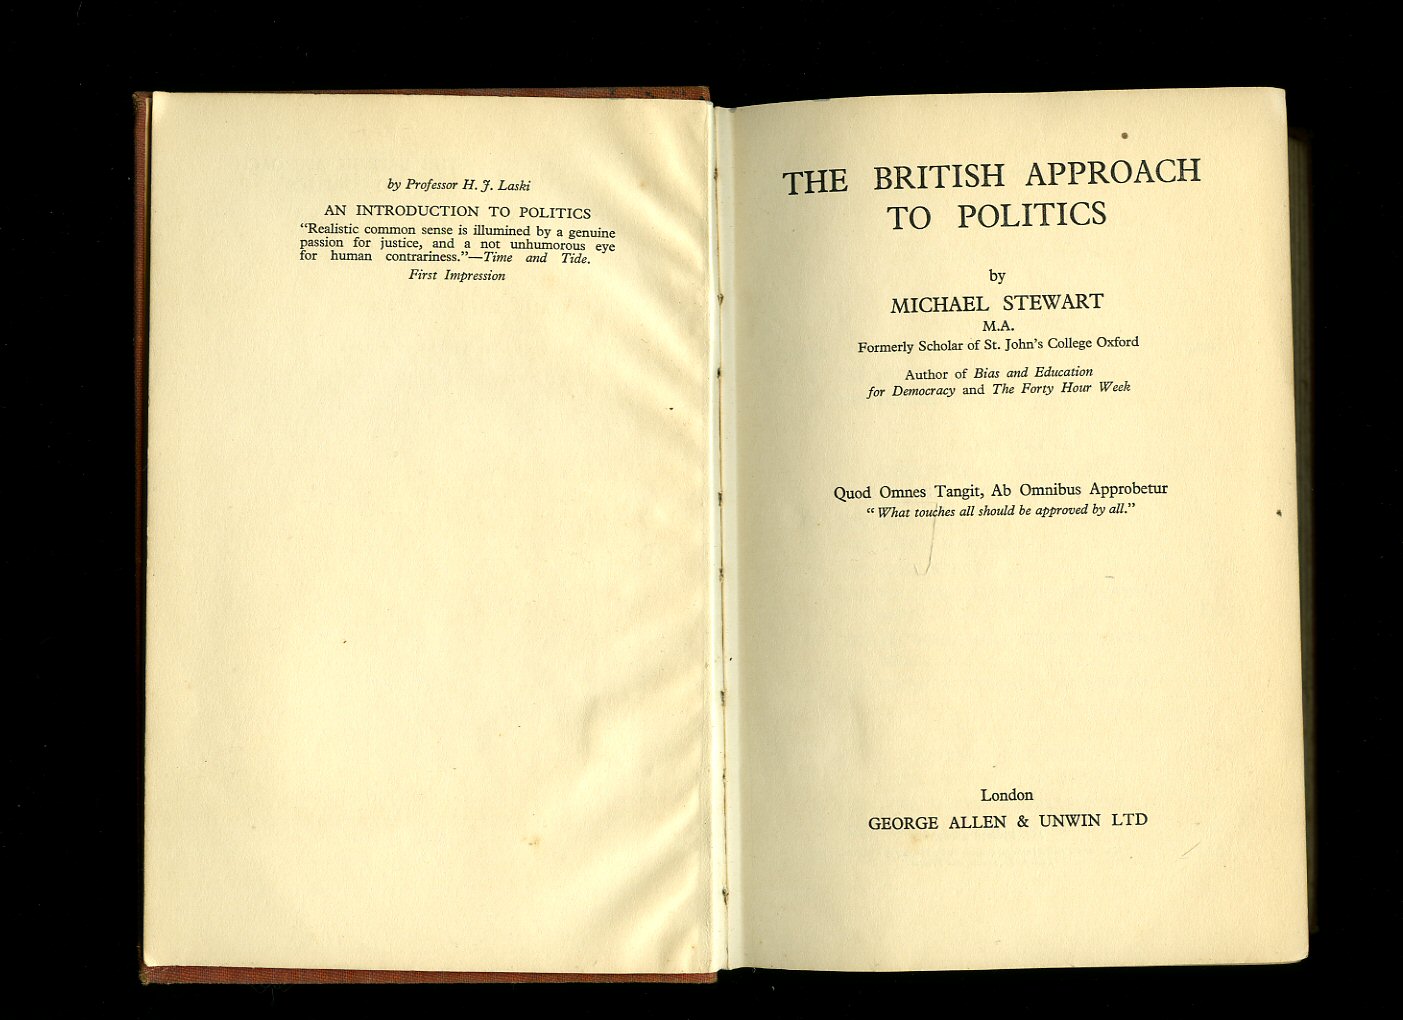 by Professor H. J. Laski
AN INTRODUCTION TO POLITICS
“Realistic common sense is illumined by a genuine
passion for justice, and a not unhumorous eye
for human contrariness.”—Time and Tide.
First Impression
THE BRITISH APPROACH
TO POLITICS
by
MICHAEL STEWART
M.A.
Formerly Scholar of St. John’s College Oxford
Author of Bias and Education
for Democracy and The Forty Hour Week
Quod Omnes Tangit, Ab Omnibus Approbetur
“ What touches all should be approved by all.”
London
GEORGE ALLEN & UNWIN LTD